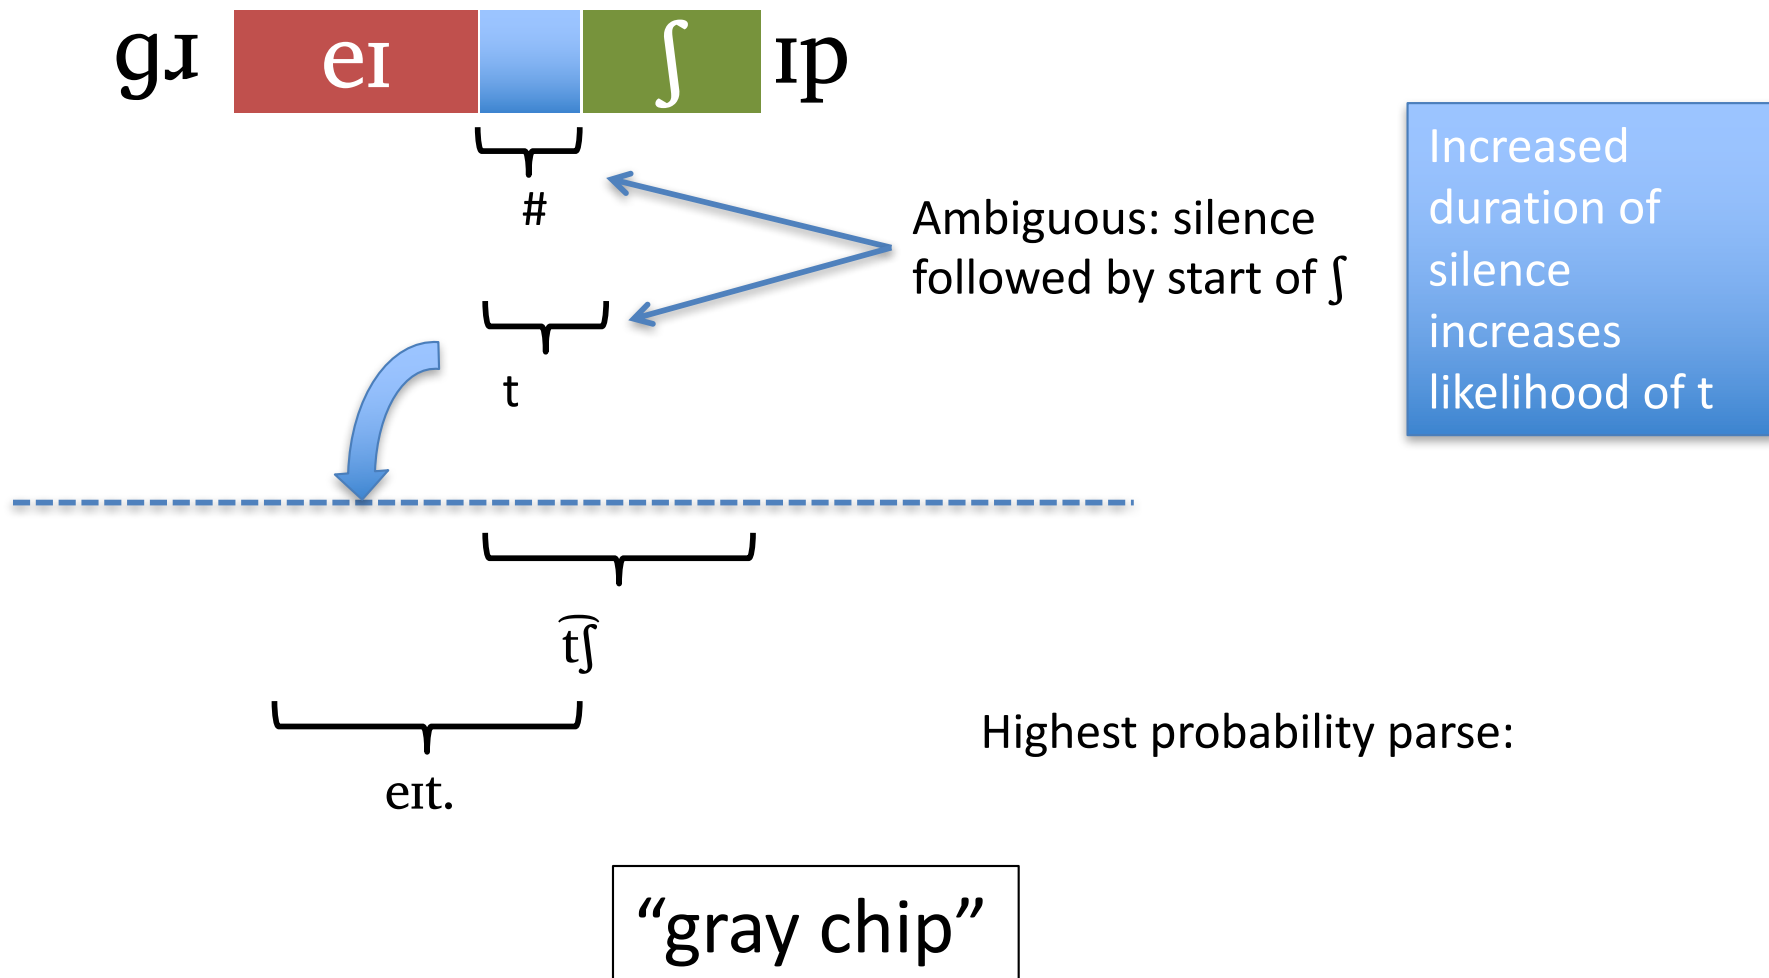 ɡɹ eɪ ʃ ɪp
#
Ambiguous: silence
followed by start of ʃ
Increased
duration of
silence
increases
likelihood of t
t
t͡ʃ
eɪt.
Highest probability parse:
“gray chip”